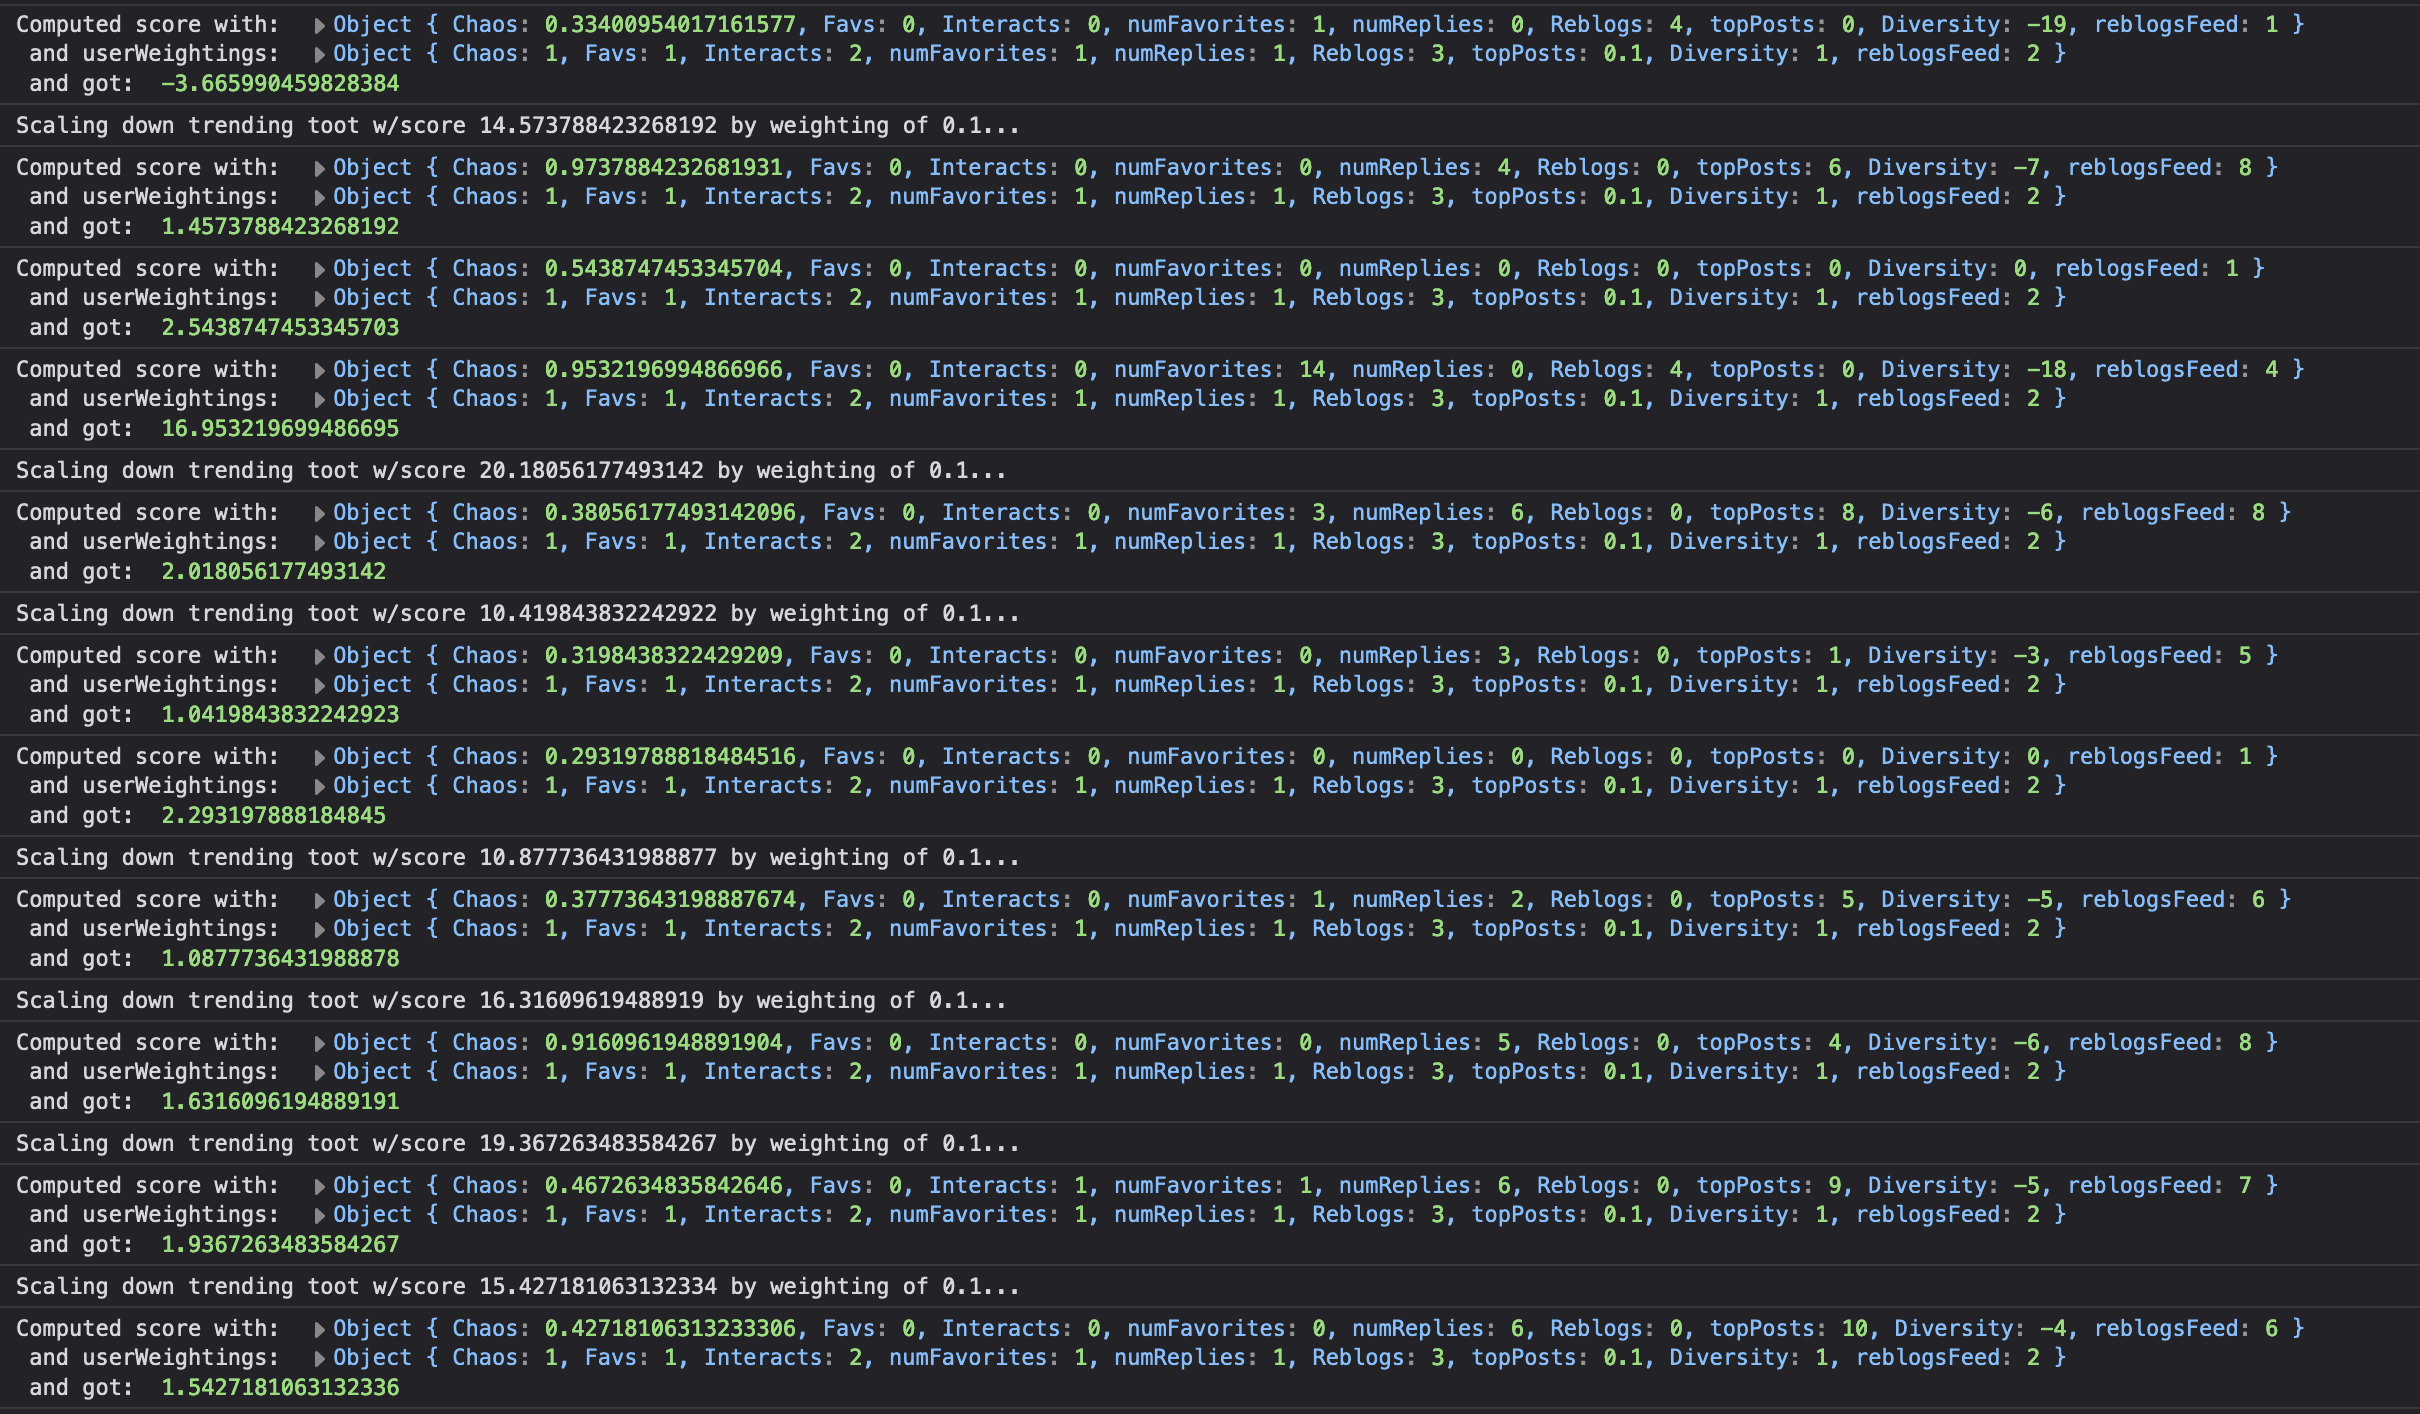 Computed score with: Object { Chaos: 0.33400954017161577, Favs: 0, Interacts: 0, numFavorites: 1, numReplies: 0, Reblogs: 4, topPosts: 0, Diversity: -19, reblogsFeed: 1 }
and userWeightings: Object { Chaos: 1, Favs: 1, Interacts: 2, numFavorites: 1, numReplies: 1, Reblogs: 3, topPosts: 0.1, Diversity: 1, reblogsFeed: 2 }
and got: -3.665990459828384
Scaling down trending toot w/score 14.573788423268192 by weighting of 0.1...
Computed score with: Object { Chaos: 0.9737884232681931, Favs: 0, Interacts: 0, numFavorites: 0, numReplies: 4, Reblogs: 0, topPosts: 6, Diversity: -7, reblogsFeed: 8 }
and userWeightings: Object { Chaos: 1, Favs: 1, Interacts: 2, numFavorites: 1, numReplies: 1, Reblogs: 3, topPosts: 0.1, Diversity: 1, reblogsFeed: 2 }
and got: 1.4573788423268192
Computed score with: Object { Chaos: 0.5438747453345704, Favs: 0, Interacts: 0, numFavorites: 0, numReplies: 0, Reblogs: 0, topPosts: 0, Diversity: 0, reblogsFeed: 1 }
and userWeightings: Object { Chaos: 1, Favs: 1, Interacts: 2, numFavorites: 1, numReplies: 1, Reblogs: 3, topPosts: 0.1, Diversity: 1, reblogsFeed: 2 }
and got: 2.5438747453345703
Computed score with: Object { Chaos: 0.9532196994866966, Favs: 0, Interacts: 0, numFavorites: 14, numReplies: 0, Reblogs: 4, topPosts: 0, Diversity: -18, reblogsFeed: 4 }
and userWeightings: Object { Chaos: 1, Favs: 1, Interacts: 2, numFavorites: 1, numReplies: 1, Reblogs: 3, topPosts: 0.1, Diversity: 1, reblogsFeed: 2 }
and got: 16.953219699486695
Scaling down trending toot w/score 20.18056177493142 by weighting of 0.1...
Computed score with: Object { Chaos: 0.38056177493142096, Favs: 0, Interacts: 0, numFavorites: 3, numReplies: 6, Reblogs: 0, topPosts: 8, Diversity: -6, reblogsFeed: 8 }
and userWeightings: Object { Chaos: 1, Favs: 1, Interacts: 2, numFavorites: 1, numReplies: 1, Reblogs: 3, topPosts: 0.1, Diversity: 1, reblogsFeed: 2 }
and got: 2.018056177493142
Scaling down trending toot w/score 10.419843832242922 by weighting of 0.1...
Computed score with: Object { Chaos: 0.3198438322429209, Favs: 0, Interacts: 0, numFavorites: 0, numReplies: 3, Reblogs: 0, topPosts: 1, Diversity: -3, reblogsFeed: 5 }
and userWeightings: Object { Chaos: 1, Favs: 1, Interacts: 2, numFavorites: 1, numReplies: 1, Reblogs: 3, topPosts: 0.1, Diversity: 1, reblogsFeed: 2 }
and got: 1.0419843832242923
Computed score with: Object { Chaos: 0.29319788818484516, Favs: 0, Interacts: 0, numFavorites: 0, numReplies: 0, Reblogs: 0, topPosts: 0, Diversity: 0, reblogsFeed: 1 }
and userWeightings: Object { Chaos: 1, Favs: 1, Interacts: 2, numFavorites: 1, numReplies: 1, Reblogs: 3, topPosts: 0.1, Diversity: 1, reblogsFeed: 2 }
and got: 2.293197888184845
Scaling down trending toot w/score 10.877736431988877 by weighting of 0.1...
Computed score with: Object { Chaos: 0.37773643198887674, Favs: 0, Interacts: 0, numFavorites: 1, numReplies: 2, Reblogs: 0, topPosts: 5, Diversity: -5, reblogsFeed: 6 }
and userWeightings: Object { Chaos: 1, Favs: 1, Interacts: 2, numFavorites: 1, numReplies: 1, Reblogs: 3, topPosts: 0.1, Diversity: 1, reblogsFeed: 2 }
and got: 1.0877736431988878
Scaling down trending toot w/score 16.31609619488919 by weighting of 0.1...
Computed score with: Object { Chaos: 0.9160961948891904, Favs: 0, Interacts: 0, numFavorites: 0, numReplies: 5, Reblogs: 0, topPosts: 4, Diversity: -6, reblogsFeed: 8 }
and userWeightings: Object { Chaos: 1, Favs: 1, Interacts: 2, numFavorites: 1, numReplies: 1, Reblogs: 3, topPosts: 0.1, Diversity: 1, reblogsFeed: 2 }
and got: 1.6316096194889191
Scaling down trending toot w/score 19.367263483584267 by weighting of 0.1...
Computed score with: Object { Chaos: 0.4672634835842646, Favs: 0, Interacts: 1, numFavorites: 1, numReplies: 6, Reblogs: 0, topPosts: 9, Diversity: -5, reblogsFeed: 7 }
and userWeightings: Object { Chaos: 1, Favs: 1, Interacts: 2, numFavorites: 1, numReplies: 1, Reblogs: 3, topPosts: 0.1, Diversity: 1, reblogsFeed: 2 }
and got: 1.9367263483584267
Scaling down trending toot w/score 15.427181063132334 by weighting of 0.1...
Computed score with: Object { Chaos: 0.42718106313233306, Favs: 0, Interacts: 0, numFavorites: 0, numReplies: 6, Reblogs: 0, topPosts: 10, Diversity: -4, reblogsFeed: 6 }
and userWeightings: Object { Chaos: 1, Favs: 1, Interacts: 2, numFavorites: 1, numReplies: 1, Reblogs: 3, topPosts: 0.1, Diversity: 1, reblogsFeed: 2 }
and got: 1.5427181063132336